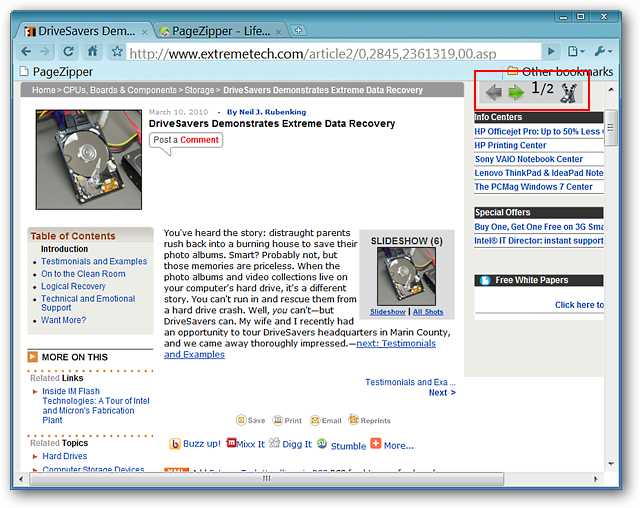 DriveSavers Dem...
PageZipper – Life...
http://www.extremetech.com/article2/0,2845,2361319,00.asp
PageZipper
Other bookmarks
Home > CPUs, Boards & Components > Storage > DriveSavers Demonstrates Extreme Data Recovery
1/2
March 10, 2010 • By Neil J. Rubenking
DriveSavers Demonstrates Extreme Data Recovery
Post a Comment
Info Centers
HP Officejet Pro: Up to 50% Less
HP Printing Center
Sony VAIO Notebook Center
Lenovo ThinkPad & IdeaPad Note
The PCMag Windows 7 Center
Special Offers
Buy One, Get One Free on 3G Sma
Intel® IT Director: instant support
Free White Papers
Click here to
Table of Contents
Introduction
Testimonials and Examples
On to the Clean Room
Logical Recovery
Technical and Emotional
Support
Want More?
MORE ON THIS
Related Links
Inside IM Flash
Technologies: A Tour of Intel
and Micron's Fabrication
Plant
Related Topics
Hard Drives
Computer Storage Devices
You've heard the story: distraught parents
rush back into a burning house to save their
photo albums. Smart? Probably not, but
those memories are priceless. When the
photo albums and video collections live on
your computer's hard drive, it's a different
story. You can't run in and rescue them from
a hard drive crash. Well, you can't—but
DriveSavers can. My wife and I recently had
an opportunity to tour DriveSavers headquarters in Marin County,
and we came away thoroughly impressed.—next: Testimonials
and Examples
SLIDESHOW (6)
Slideshow | All Shots
Testimonials and Exa ...
Next >
Save Print Email Reprints
Buzz up! Mixx It Digg It Stumble More...
XML